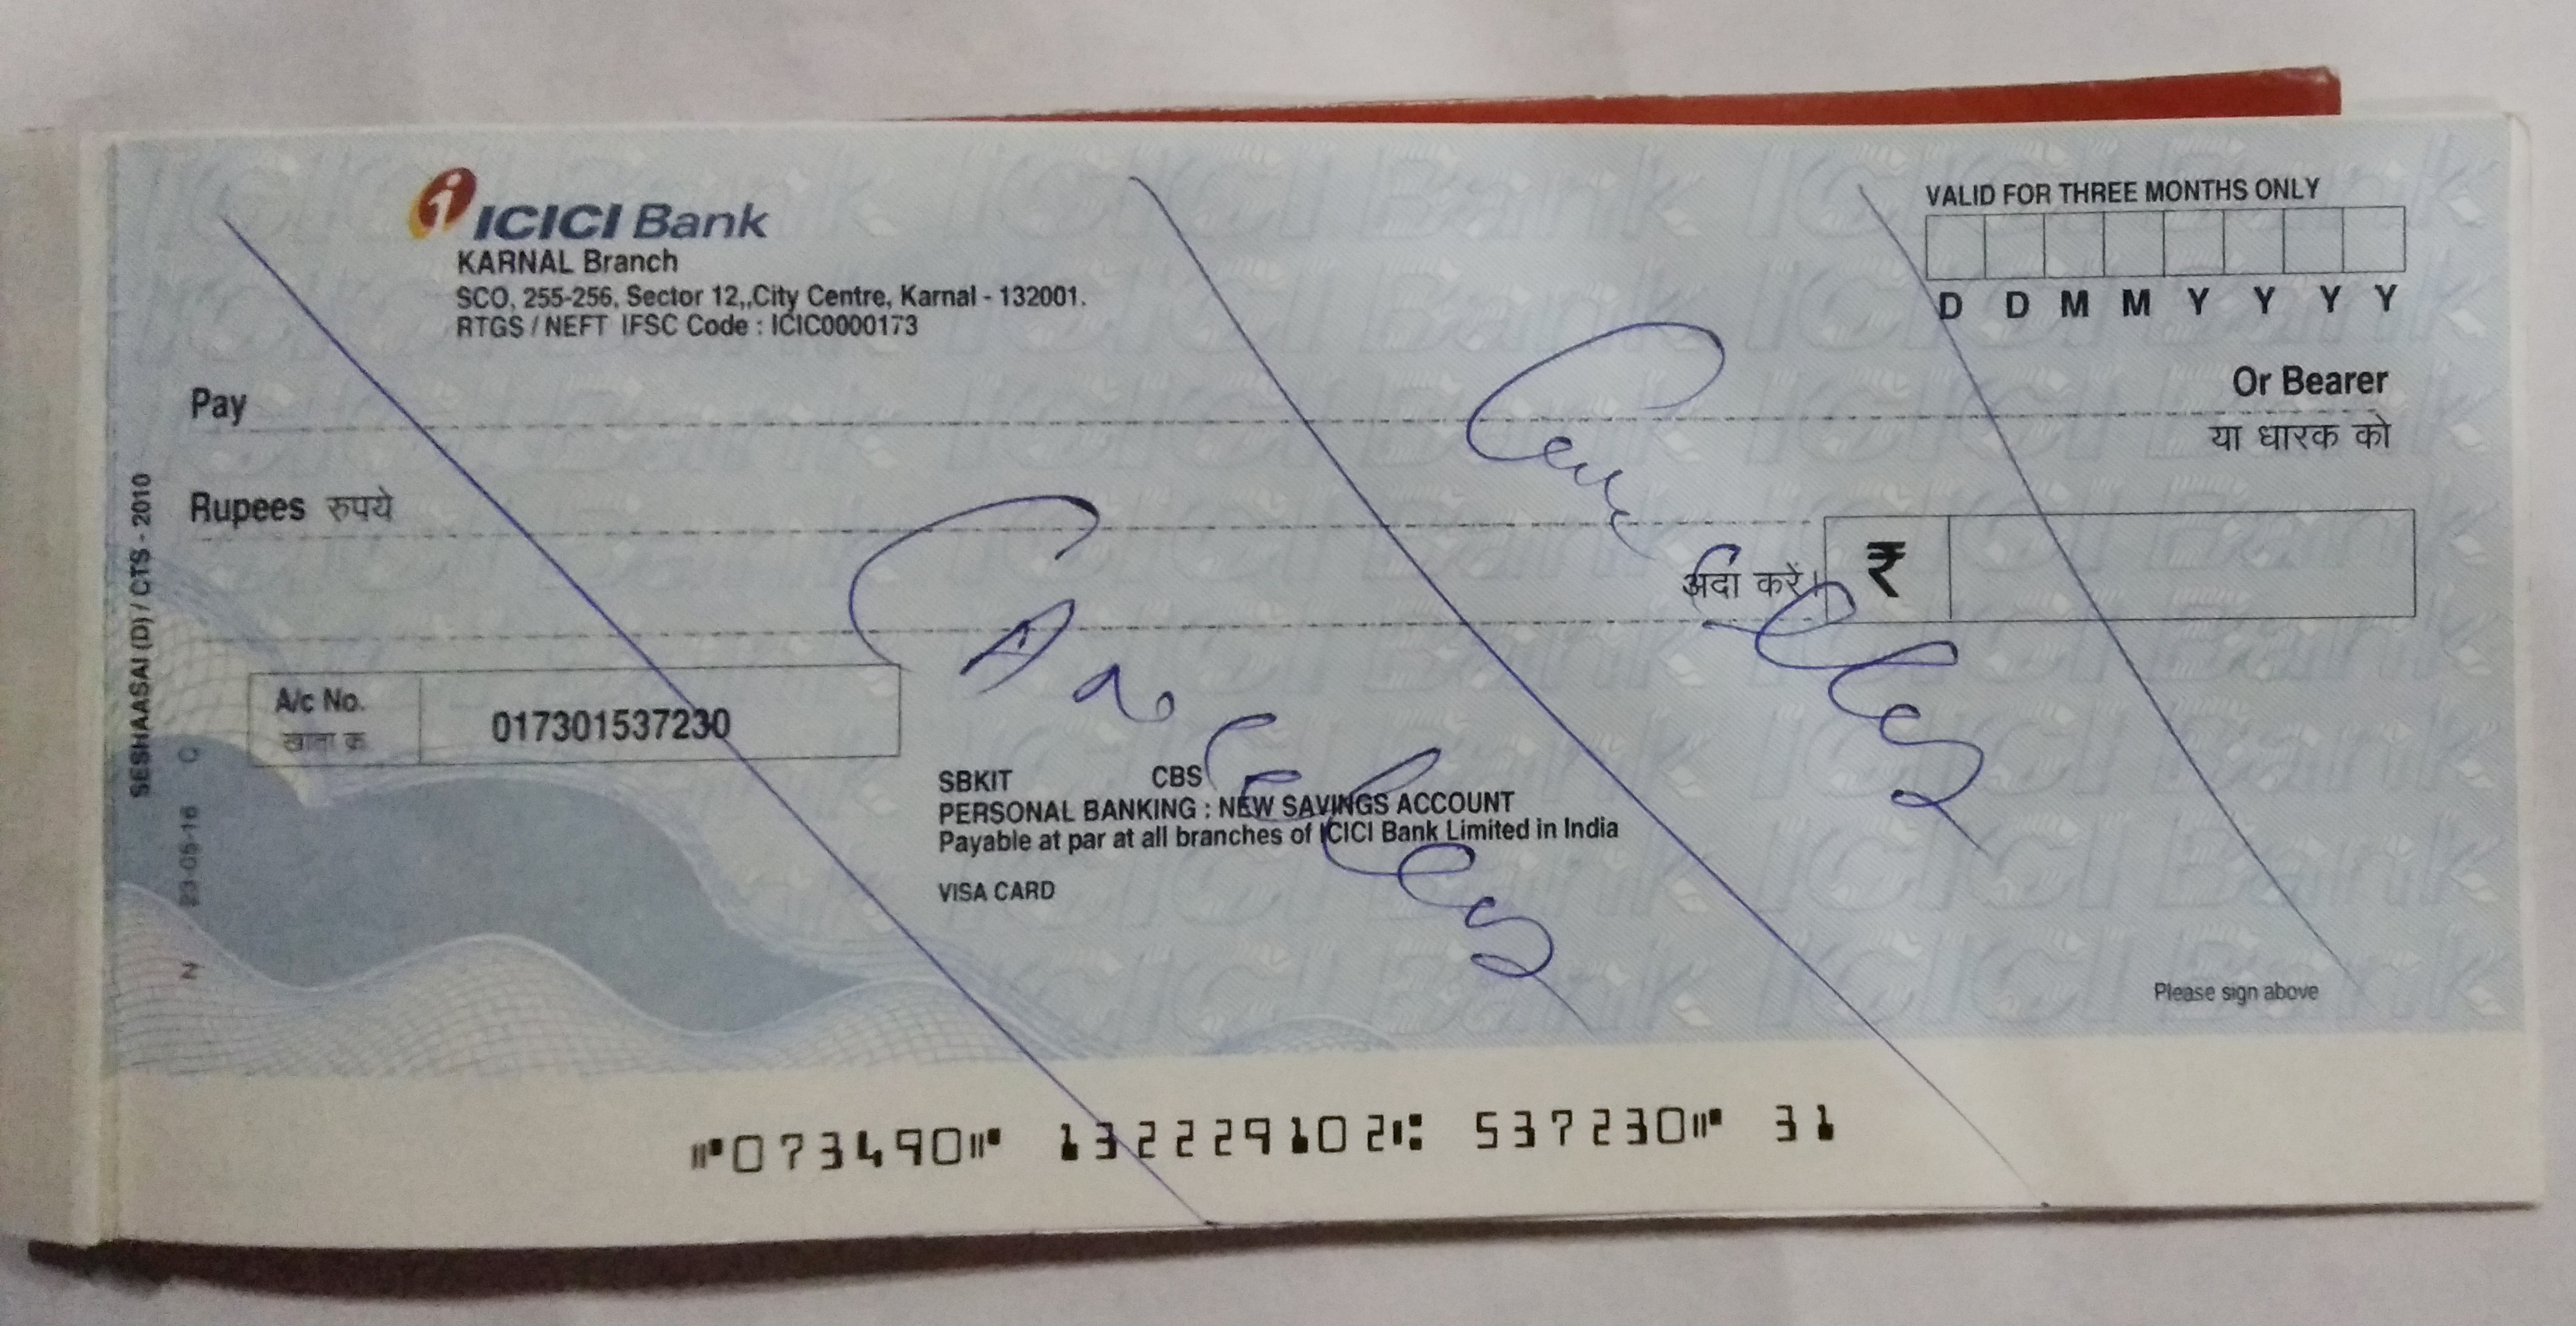 ICICI Bank
KARNAL Branch
SCO, 255-256, Sector 12,,City Centre, Karnal - 132001.
RTGS / NEFT IFSC Code : ICIC0000173
VALID FOR THREE MONTHS ONLY
D D M M Y Y Y Y
Pay
Or Bearer
या धारक को
Rupees रुपये
अदा करें। ₹
A/c No.
खाता क्र
017301537230
Cancelled
Cancelled
SBKIT CBS
PERSONAL BANKING : NEW SAVINGS ACCOUNT
Payable at par at all branches of ICICI Bank Limited in India
VISA CARD
Please sign above
SESHAASAI (D) / CTS - 2010
N 23-05-16 C
⑈073490⑈ 132229102⑆ 537230⑈ 31